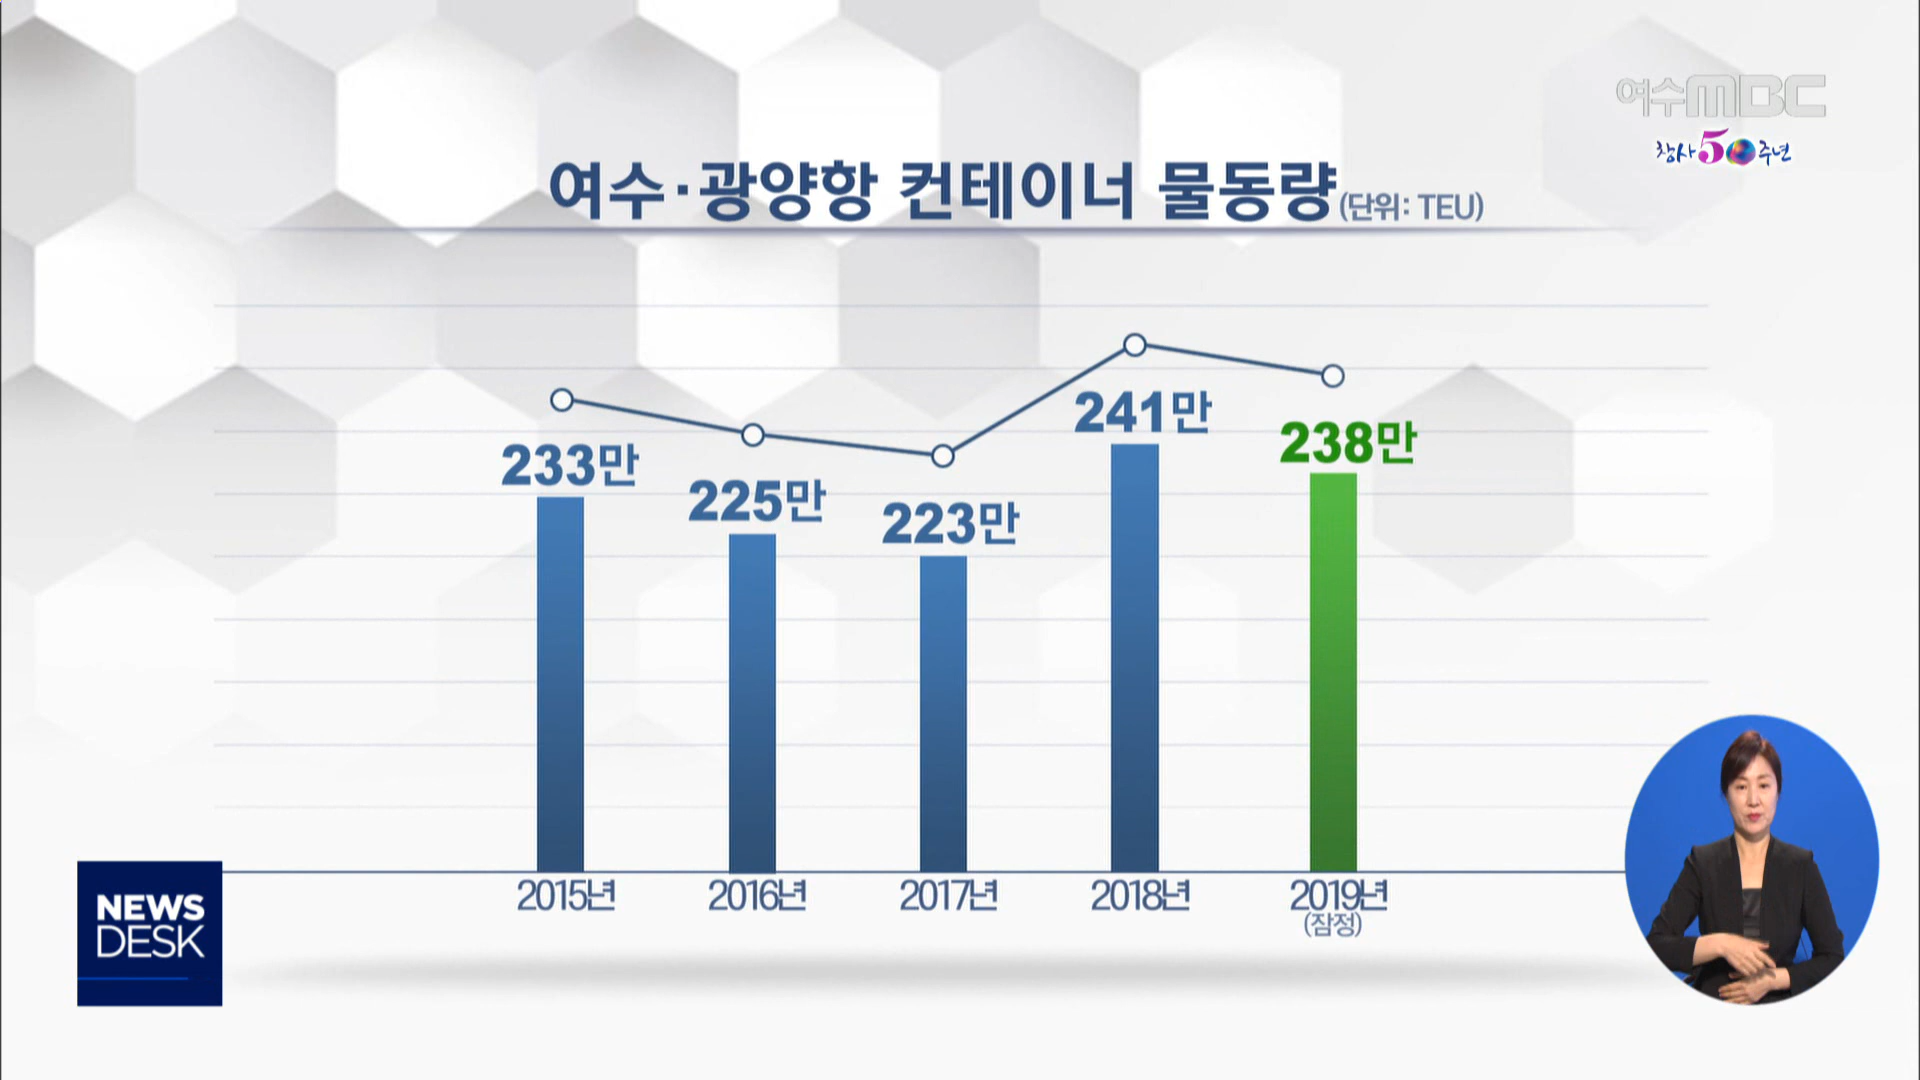 여수MBC
창사50주년
여수·광양항 컨테이너 물동량(단위: TEU)
233만
225만
223만
241만
238만
2015년
2016년
2017년
2018년
2019년
(잠정)
NEWS
DESK